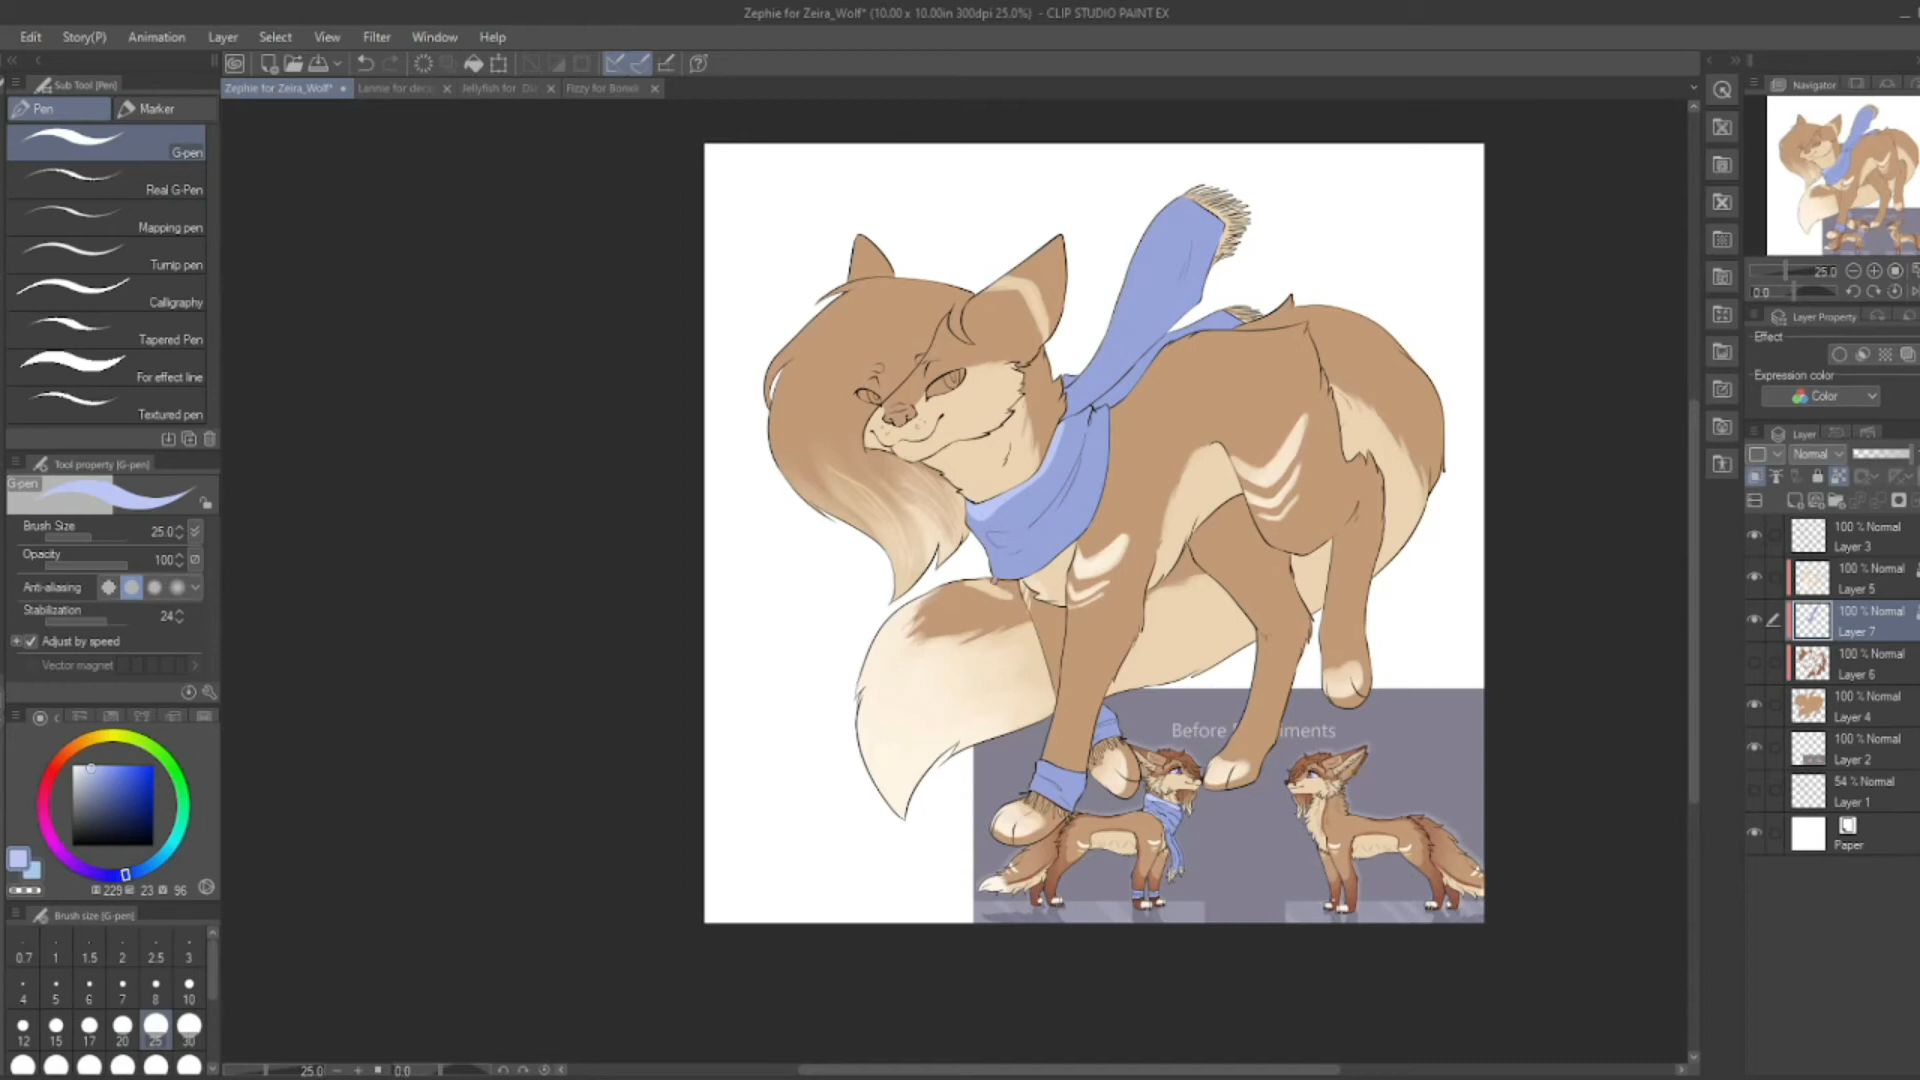 Zephie for Zeira_Wolf* (10.00 x 10.00in 300dpi 25.0%) - CLIP STUDIO PAINT EX
Edit Story(P) Animation Layer Select View Filter Window Help
Sub Tool [Pen]
Pen Marker
Zephie for Zeira_Wolf* Lannie for Jellyfish for Fizzy for
G-pen
Real G-Pen
Mapping pen
Turnip pen
Calligraphy
Tapered Pen
For effect line
Textured pen
Tool property [G-pen]
G-pen
Brush Size 25.0
Opacity 100
Anti-aliasing
Stabilization 24
Adjust by speed
Vector magnet
229 23 96
Brush size [G-pen]
0.7 1 1.5 2 2.5 3
4 5 6 7 8 10
12 15 17 20 25 30
Before
25.0 0.0
Navigator
25.0
0.0
Layer Property
Effect
Expression color
Color
Layer
Normal
100 % Normal
Layer 3
100 % Normal
Layer 5
100 % Normal
Layer 7
100 % Normal
Layer 6
100 % Normal
Layer 4
100 % Normal
Layer 2
54 % Normal
Layer 1
Paper